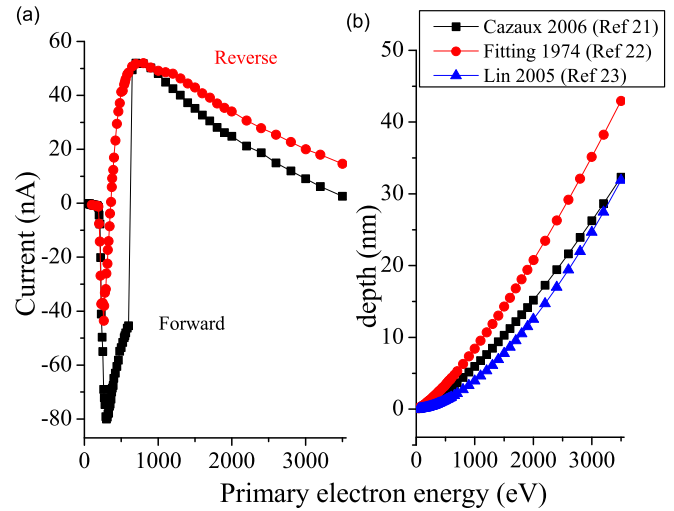 (a)
Reverse
Forward
60
40
20
0
-20
-40
-60
-80
Current (nA)
0
1000
2000
3000
(b)
Cazaux 2006 (Ref 21)
Fitting 1974 (Ref 22)
Lin 2005 (Ref 23)
50
40
30
20
10
0
depth (nm)
0
1000
2000
3000
Primary electron energy (eV)